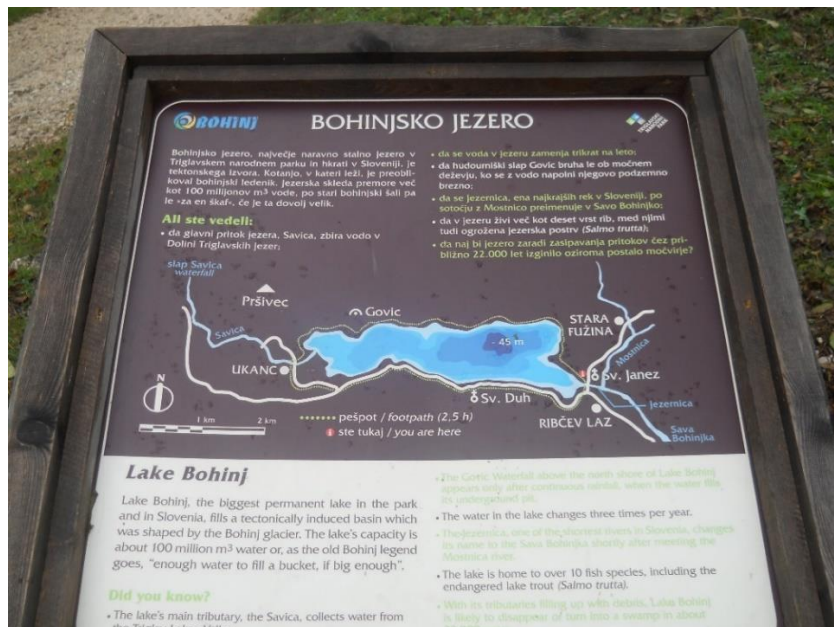 BOHINJ
BOHINJSKO JEZERO
TRIGLAVSKI
NARODNI
PARK
Bohinjsko jezero, največje naravno stalno jezero v
Triglavskem narodnem parku in hkrati v Sloveniji, je
tektonskega izvora. Kotanjo, v kateri leži, je preobli-
koval bohinjski ledenik. Jezerska skleda premore več
kot 100 milijonov m³ vode, po stari bohinjski šali pa
le »za en škaf«, če je ta dovolj velik.
Ali ste vedeli:
• da glavni pritok jezera, Savica, zbira vodo v
Dolini Triglavskih jezer;
• da se voda v jezeru zamenja trikrat na leto;
• da hudourniški slap Govic bruha le ob močnem
deževju, ko se z vodo napolni njegovo podzemno
brezno;
• da se Jezernica, ena najkrajših rek v Sloveniji, po
sotočju z Mostnico preimenuje v Savo Bohinjko;
• da v jezeru živi več kot deset vrst rib, med njimi
tudi ogrožena jezerska postrv (Salmo trutta);
• da naj bi jezero zaradi zasipavanja pritokov čez pri-
bližno 22.000 let izginilo oziroma postalo močvirje?
slap Savica
waterfall
Pršivec
Govic
STARA
FUŽINA
Savica
- 45 m
Mostnica
UKANC
Sv. Janez
N
Sv. Duh
Jezernica
RIBČEV LAZ
1 km
2 km
pešpot / footpath (2,5 h)
i ste tukaj / you are here
Sava
Bohinjka
Lake Bohinj
Lake Bohinj, the biggest permanent lake in the park
and in Slovenia, fills a tectonically induced basin which
was shaped by the Bohinj glacier. The lake's capacity is
about 100 million m³ water or, as the old Bohinj legend
goes, "enough water to fill a bucket, if big enough".
Did you know?
• The lake's main tributary, the Savica, collects water from
• The Govic Waterfall above the north shore of Lake Bohinj
appears only after continuous rainfall, when the water fills
its underground pit.
• The water in the lake changes three times per year.
• The Jezernica, one of the shortest rivers in Slovenia, changes
its name to the Sava Bohinjka shortly after meeting the
Mostnica river.
• The lake is home to over 10 fish species, including the
endangered lake trout (Salmo trutta).
• With its tributaries filling up with debris, Lake Bohinj
is likely to disappear or turn into a swamp in about